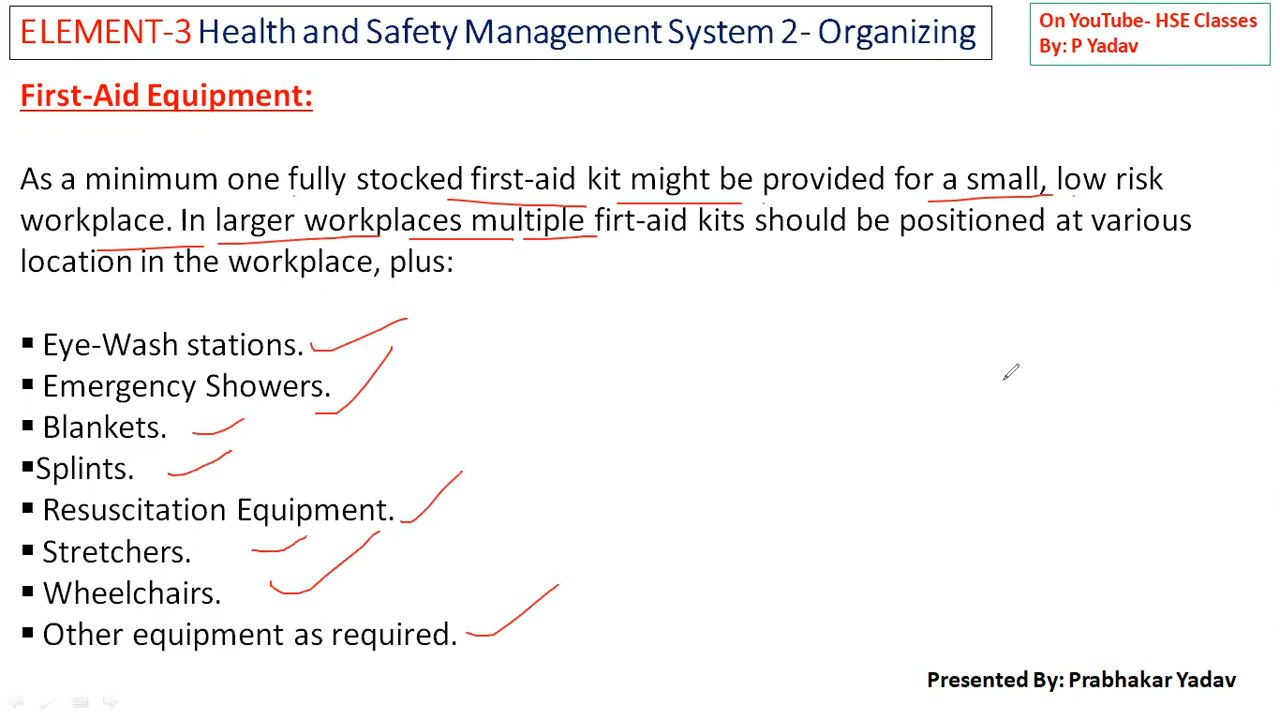 ELEMENT-3 Health and Safety Management System 2- Organizing
On YouTube- HSE Classes
By: P Yadav
First-Aid Equipment:
As a minimum one fully stocked first-aid kit might be provided for a small, low risk
workplace. In larger workplaces multiple firt-aid kits should be positioned at various
location in the workplace, plus:
▪ Eye-Wash stations.
▪ Emergency Showers.
▪ Blankets.
▪Splints.
▪ Resuscitation Equipment.
▪ Stretchers.
▪ Wheelchairs.
▪ Other equipment as required.
Presented By: Prabhakar Yadav